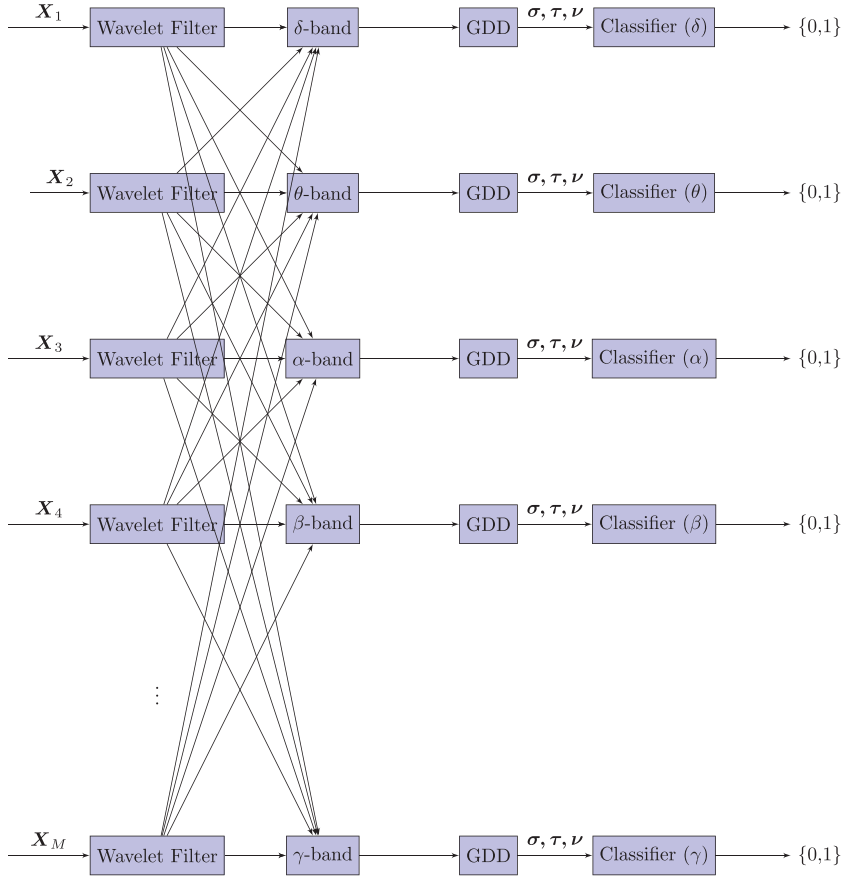 X₁ Wavelet Filter δ-band GDD σ, τ, ν Classifier (δ) {0,1}
X₂ Wavelet Filter θ-band GDD σ, τ, ν Classifier (θ) {0,1}
X₃ Wavelet Filter α-band GDD σ, τ, ν Classifier (α) {0,1}
X₄ Wavelet Filter β-band GDD σ, τ, ν Classifier (β) {0,1}
⋮
X_M Wavelet Filter γ-band GDD σ, τ, ν Classifier (γ) {0,1}